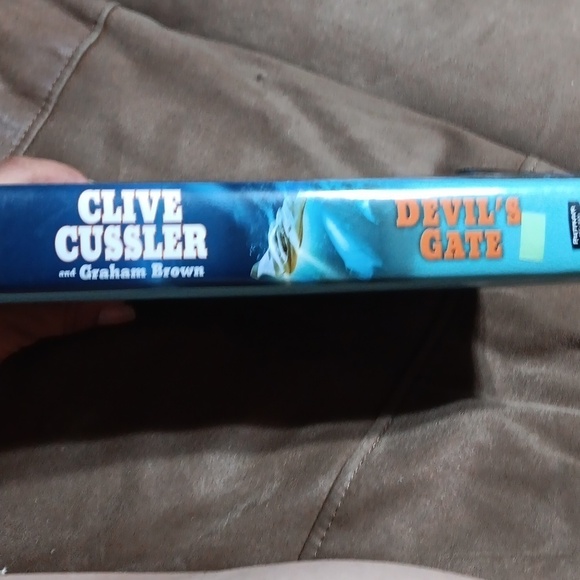 CLIVE
CUSSLER
and Graham Brown
DEVIL'S
GATE